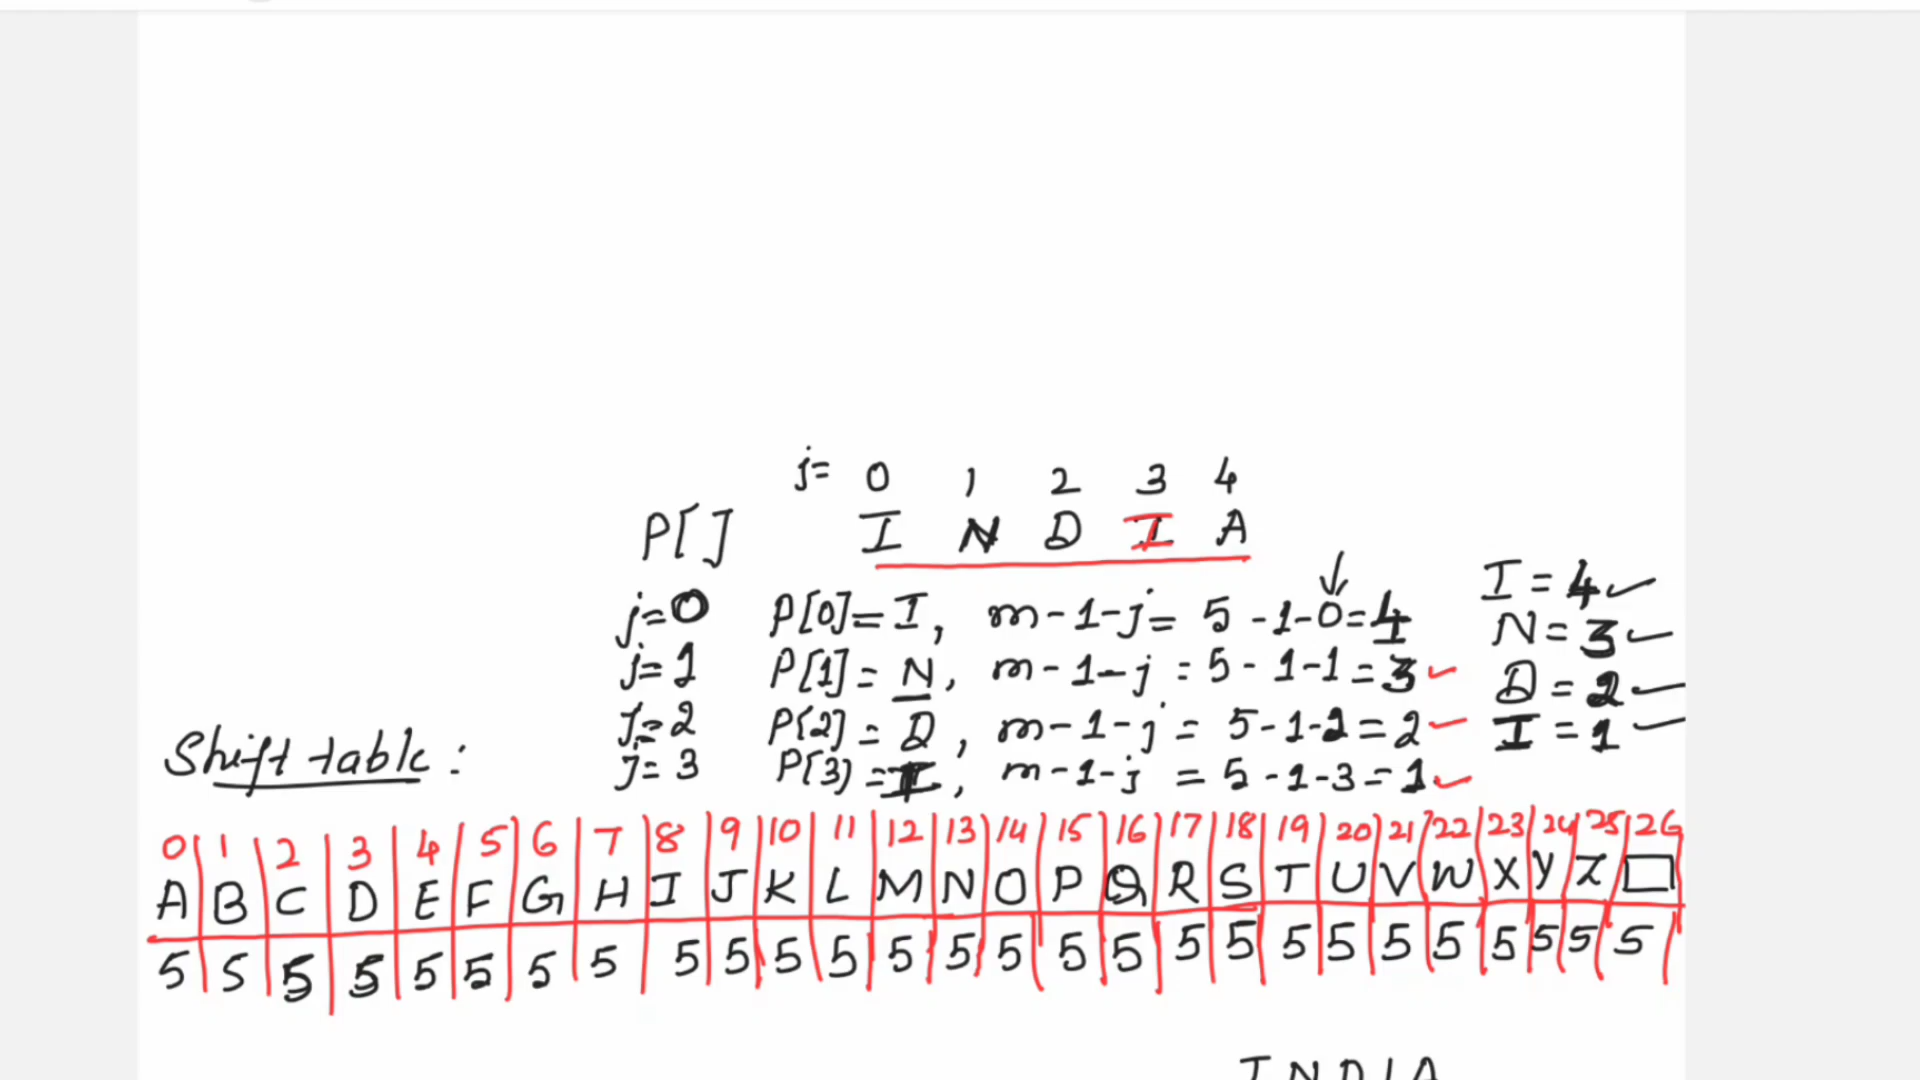 j= 0 1 2 3 4
P[] I N D I A
j=0 P[0]=I, m-1-j= 5-1-0=4 I=4✓
j=1 P[1]=N, m-1-j=5-1-1=3✓ N=3✓
j=2 P[2]=D, m-1-j=5-1-2=2✓ D=2✓
j=3 P[3)=I, m-1-j=5-1-3=1✓ I=1✓
Shift table:
0 1 2 3 4 5 6 7 8 9 10 11 12 13 14 15 16 17 18 19 20 21 22 23 24 25 26
A B C D E F G H I J K L M N O P Q R S T U V W X Y Z □
5 5 5 5 5 5 5 5 5 5 5 5 5 5 5 5 5 5 5 5 5 5 5 5 5 5 5
INDIA